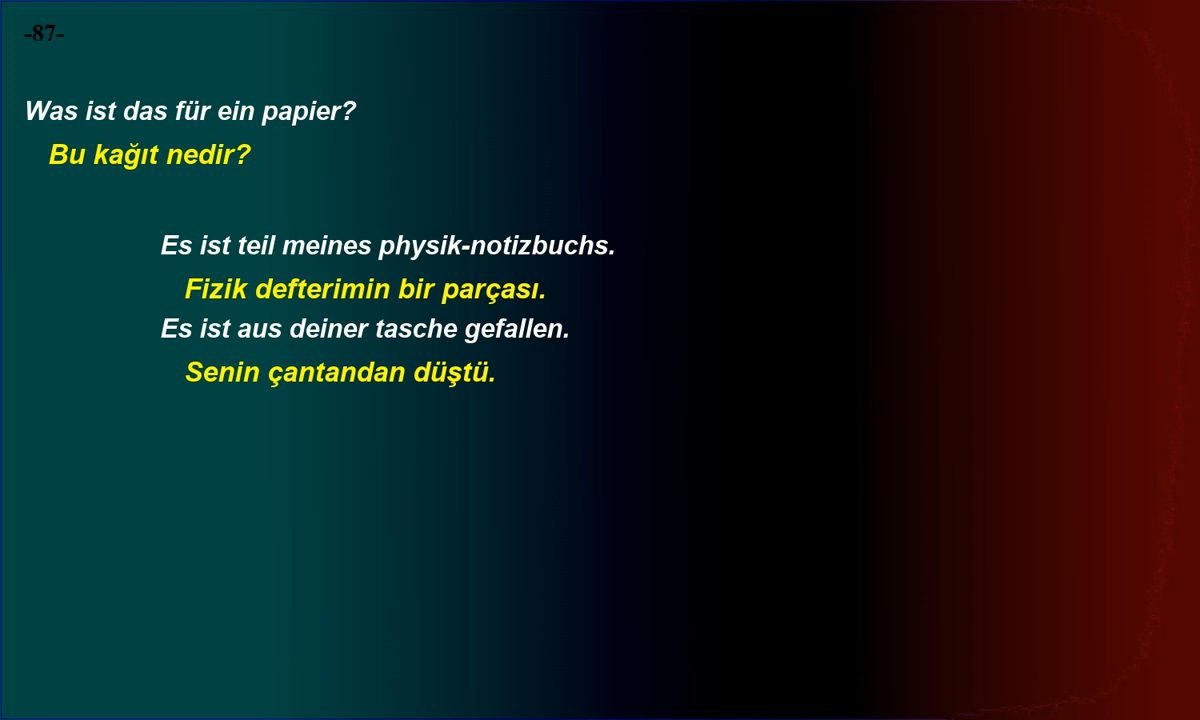 -87-
Was ist das für ein papier?
Bu kağıt nedir?
Es ist teil meines physik-notizbuchs.
Fizik defterimin bir parçası.
Es ist aus deiner tasche gefallen.
Senin çantandan düştü.